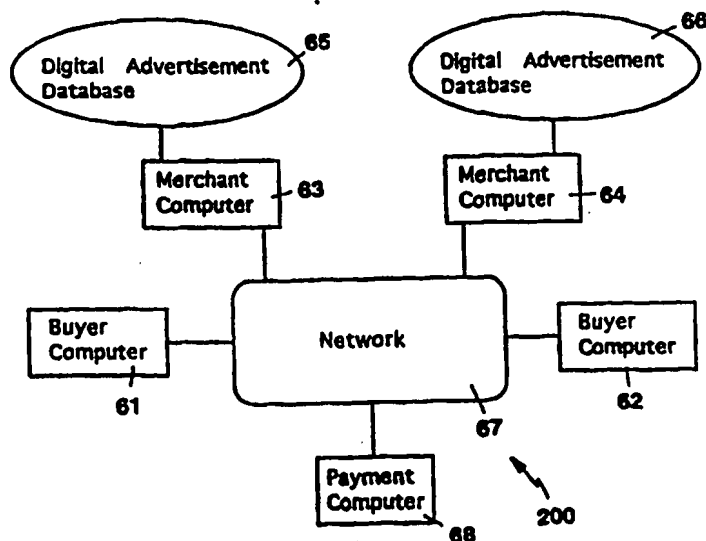 65
66
Digital Advertisement
Database
Digital Advertisement
Database
Merchant
Computer
63
Merchant
Computer
64
Buyer
Computer
61
Network
67
Buyer
Computer
62
Payment
Computer
68
200